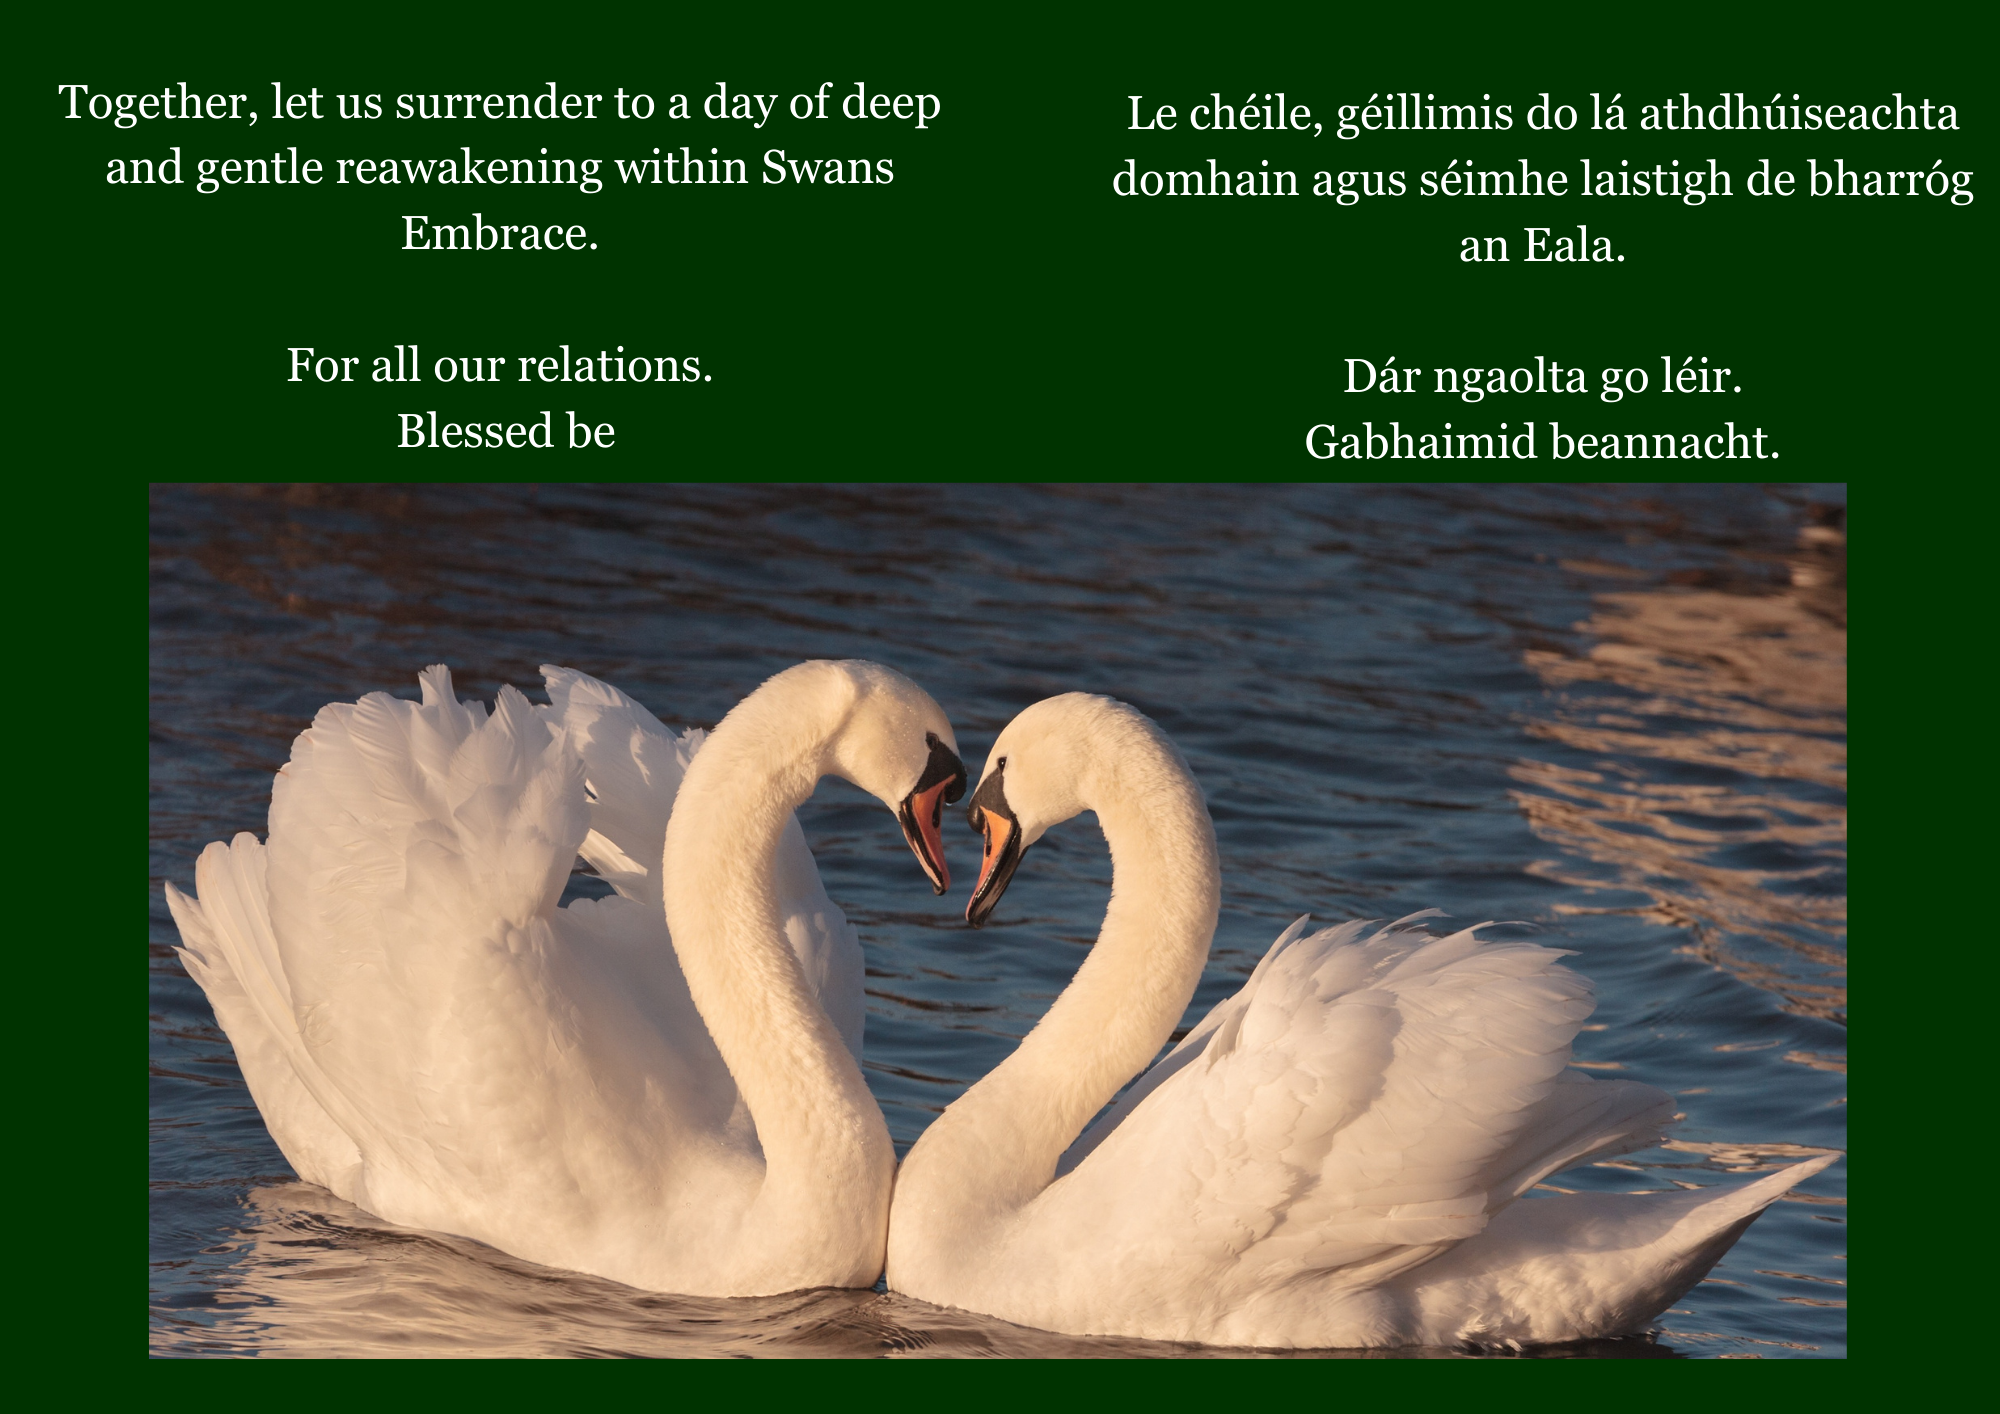 Together, let us surrender to a day of deep
and gentle reawakening within Swans
Embrace.
For all our relations.
Blessed be
Le chéile, géillimis do lá athdhúiseachta
domhain agus séimhe laistigh de bharróg
an Eala.
Dár ngaolta go léir.
Gabhaimid beannacht.